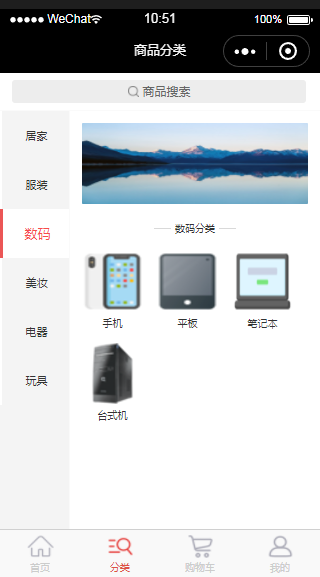 WeChat 10:51 100%
商品分类
商品搜索
居家
服装
数码
美妆
电器
玩具
数码分类
手机 平板 笔记本
台式机
首页 分类 购物车 我的